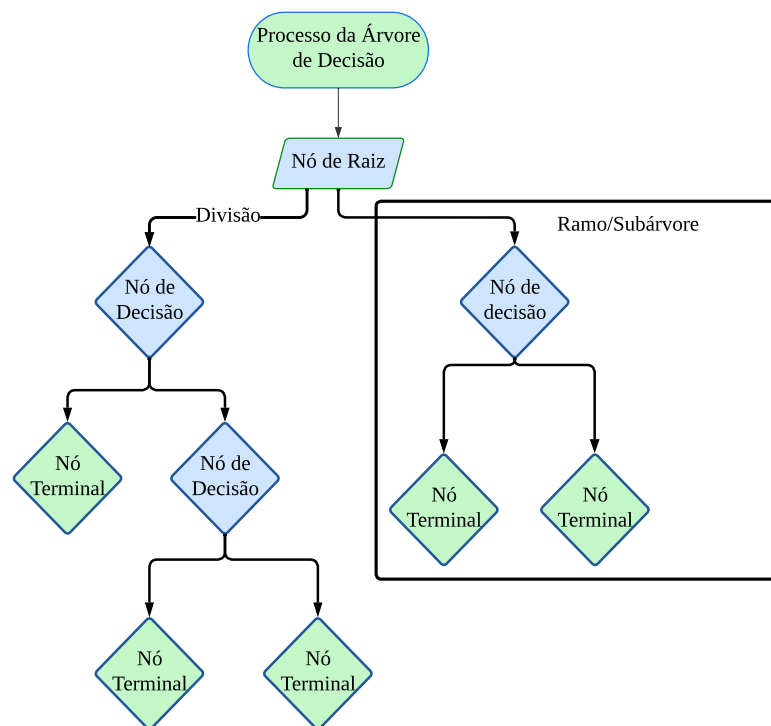 Processo da Árvore
de Decisão
Nó de Raiz
Divisão
Ramo/Subárvore
Nó de
Decisão
Nó de
decisão
Nó
Terminal
Nó de
Decisão
Nó
Terminal
Nó
Terminal
Nó
Terminal
Nó
Terminal